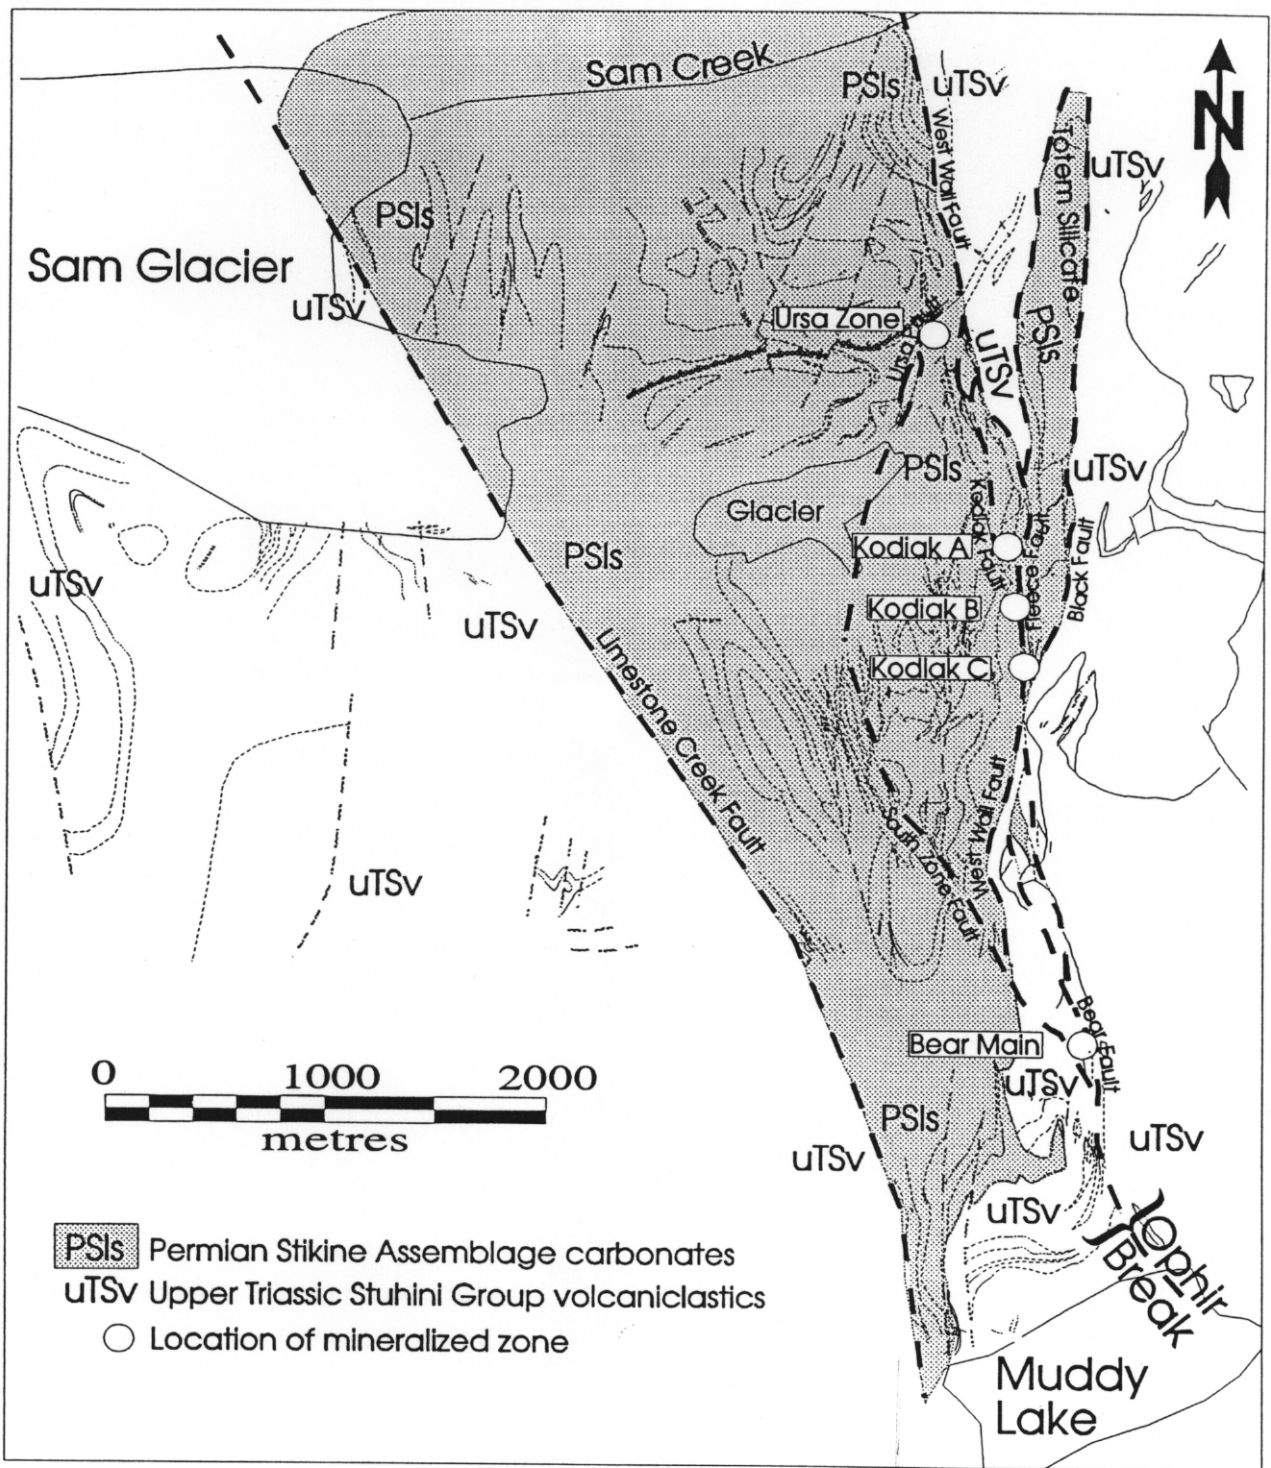 Sam Creek
PSls
uTSv
N
West Wall Fault
Totem Silicate
uTSv
PSls
Sam Glacier
uTSv
Ursa Zone
Ursa Fault
uTSv
PSls
PSls
uTSv
Glacier
Kodiak Fault
Kodiak A
Fleece Fault
Black Fault
PSls
uTSv
Kodiak B
uTSv
Kodiak C
Limestone Creek Fault
West Wall Fault
South Zone Fault
uTSv
Bear Main
Bear Fault
uTSv
0 1000 2000
metres
PSls
uTSv
uTSv
uTSv
Ophir
Break
PSls Permian Stikine Assemblage carbonates
uTSv Upper Triassic Stuhini Group volcaniclastics
Location of mineralized zone
Muddy
Lake